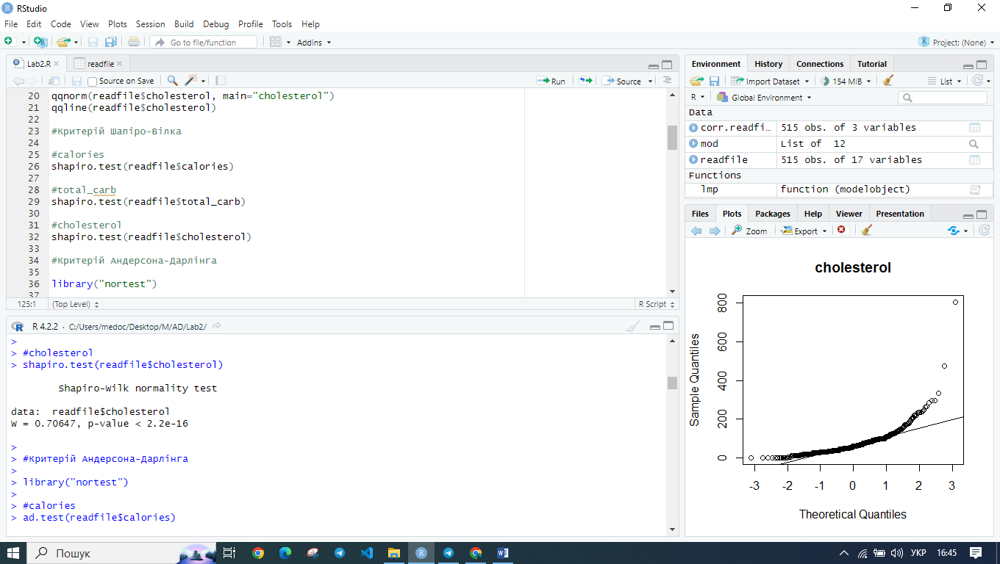 RStudio
File Edit Code View Plots Session Build Debug Profile Tools Help
Go to file/function Addins Project: (None)
Lab2.R readfile
Source on Save Run Source
20 qqnorm(readfile$cholesterol, main="cholesterol")
21 qqline(readfile$cholesterol)
22
23 #Критерій Шапіро-Вілка
24
25 #calories
26 shapiro.test(readfile$calories)
27
28 #total_carb
29 shapiro.test(readfile$total_carb)
30
31 #cholesterol
32 shapiro.test(readfile$cholesterol)
33
34 #Критерій Андерсона-Дарлінга
35
36 library("nortest")
37
125:1 (Top Level) R Script
R 4.2.2 · C:/Users/medoc/Desktop/M/AD/Lab2/
>
> #cholesterol
> shapiro.test(readfile$cholesterol)
Shapiro-Wilk normality test
data: readfile$cholesterol
W = 0.70647, p-value < 2.2e-16
>
> #Критерій Андерсона-Дарлінга
>
> library("nortest")
>
> #calories
> ad.test(readfile$calories)
Environment History Connections Tutorial
Import Dataset 154 MiB List
R Global Environment
Data
corr.readfi… 515 obs. of 3 variables
mod List of 12
readfile 515 obs. of 17 variables
Functions
lmp function (modelobject)
Files Plots Packages Help Viewer Presentation
Zoom Export
cholesterol
Sample Quantiles
800
600
400
200
0
-3 -2 -1 0 1 2 3
Theoretical Quantiles
Пошук УКР 16:45